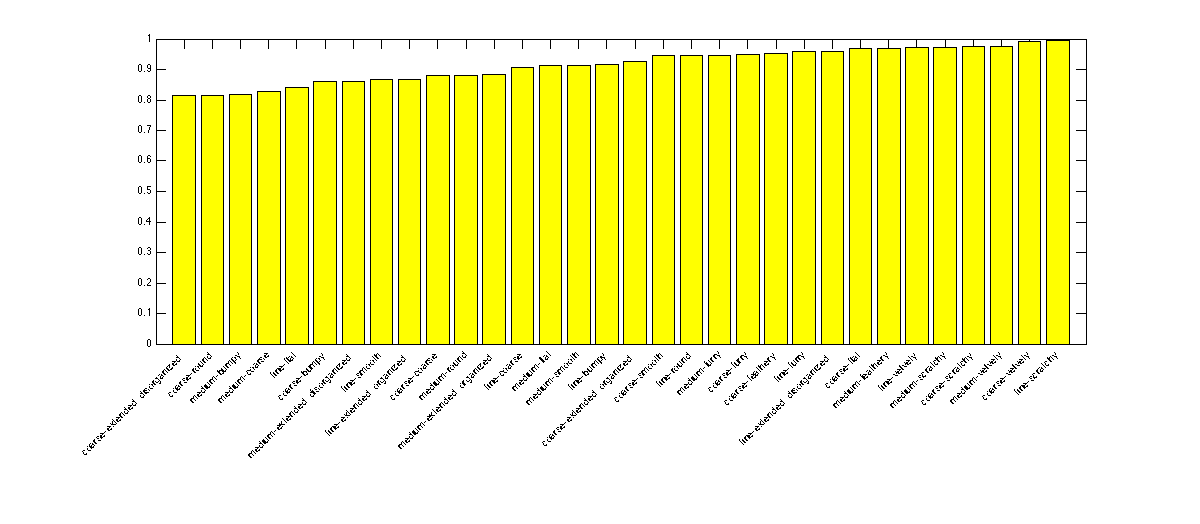 1
0.9
0.8
0.7
0.6
0.5
0.4
0.3
0.2
0.1
0
coarse-extended disorganized
coarse-round
medium-bumpy
medium-coarse
fine-flat
coarse-bumpy
medium-extended disorganized
fine-smooth
fine-extended organized
coarse-coarse
medium-round
medium-extended organized
fine-coarse
medium-flat
medium-smooth
fine-bumpy
coarse-extended organized
coarse-smooth
fine-round
medium-furry
coarse-furry
coarse-feathery
fine-furry
fine-extended disorganized
coarse-flat
medium-feathery
fine-velvety
medium-scratchy
coarse-scratchy
medium-velvety
coarse-velvety
fine-scratchy